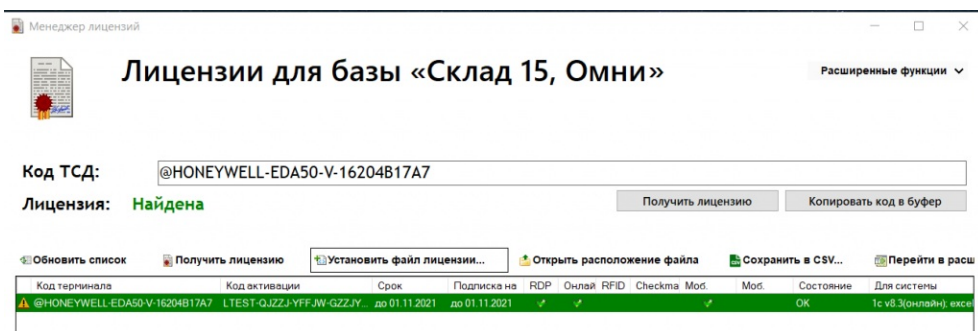 Менеджер лицензий
Лицензии для базы «Склад 15, Омни»
Расширенные функции
Код ТСД: @HONEYWELL-EDA50-V-16204B17A7
Лицензия: Найдена
Получить лицензию Копировать код в буфер
Обновить список Получить лицензию Установить файл лицензии... Открыть расположение файла Сохранить в CSV... Перейти в расш
Код терминала Код активации Срок Подписка на RDP Онлай RFID Checkma Моб. Моб. Состояние Для системы
@HONEYWELL-EDA50-V-16204B17A7 LTEST-QJZZJ-YFFJW-GZZJY... до 01.11.2021 до 01.11.2021 ОК 1с v8.3(онлайн); excel